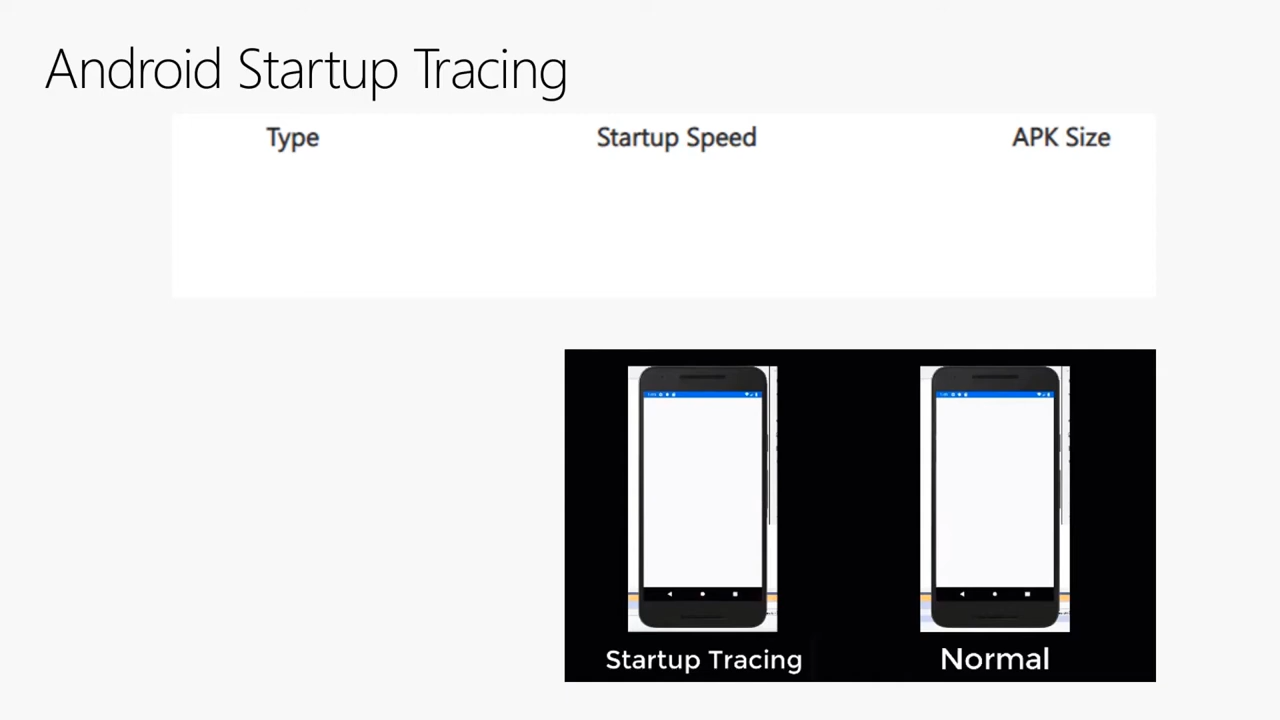 Android Startup Tracing
Type Startup Speed APK Size
Startup Tracing Normal